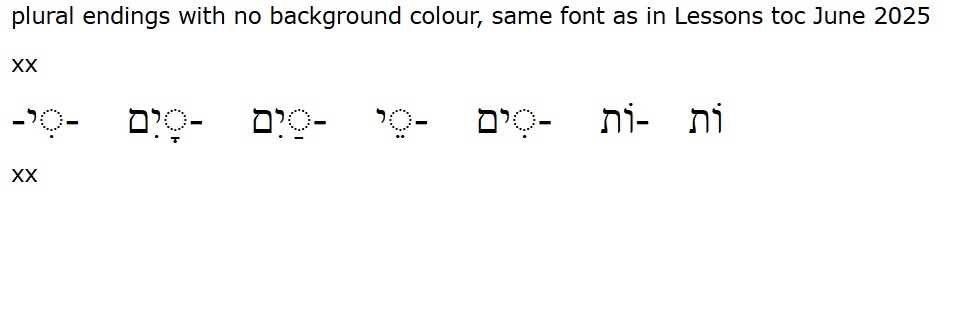 plural endings with no background colour, same font as in Lessons toc June 2025
xx
-◌ִי-   -◌ָיִם   -◌ַיִם   -◌ֵי   -◌ִים   -וֹת   וֹת
xx